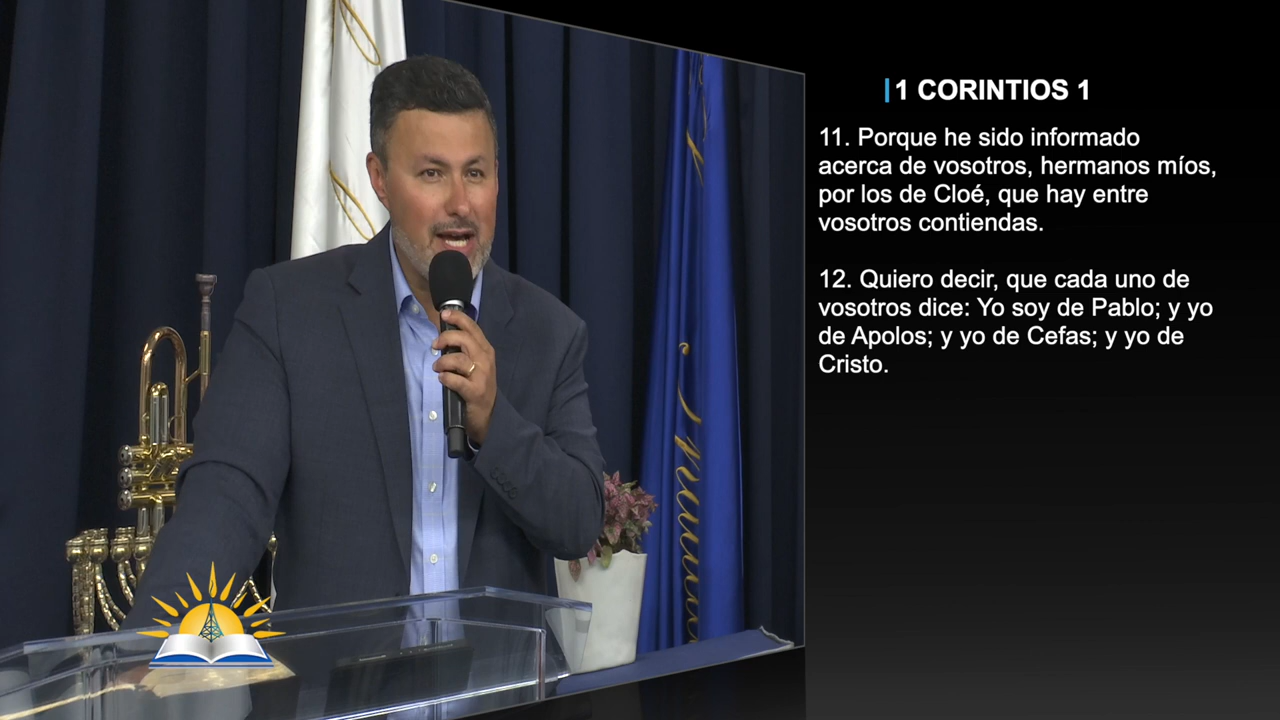 1 CORINTIOS 1
11. Porque he sido informado
acerca de vosotros, hermanos míos,
por los de Cloé, que hay entre
vosotros contiendas.
12. Quiero decir, que cada uno de
vosotros dice: Yo soy de Pablo; y yo
de Apolos; y yo de Cefas; y yo de
Cristo.